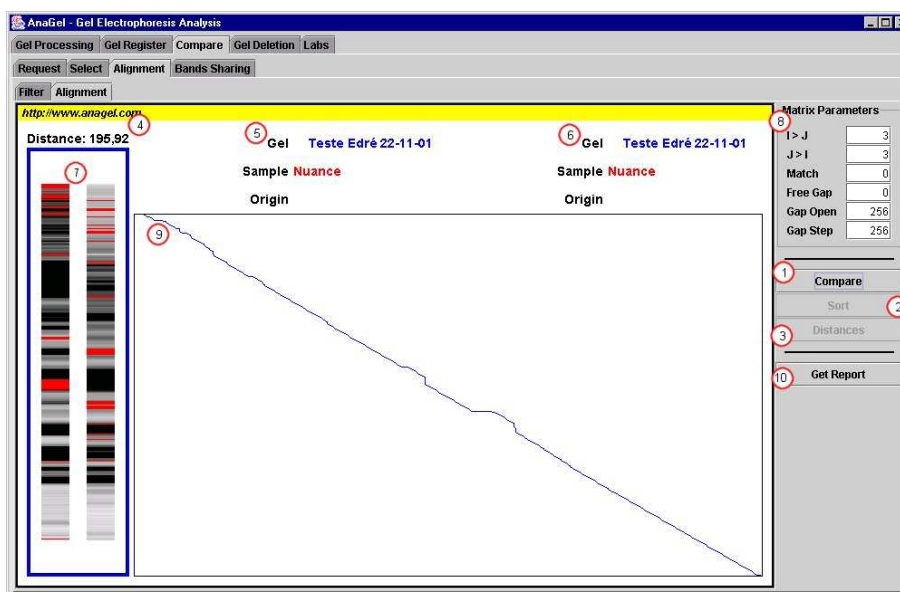 AnaGel - Gel Electrophoresis Analysis
Gel Processing Gel Register Compare Gel Deletion Labs
Request Select Alignment Bands Sharing
Filter Alignment
http://www.anagel.com
4
Distance: 195,92
5 Gel Teste Edré 22-11-01
Sample Nuance
Origin
6 Gel Teste Edré 22-11-01
Sample Nuance
Origin
7
9
Matrix Parameters
8
I > J 3
J > I 3
Match 0
Free Gap 0
Gap Open 256
Gap Step 256
1 Compare
Sort 2
3 Distances
10 Get Report